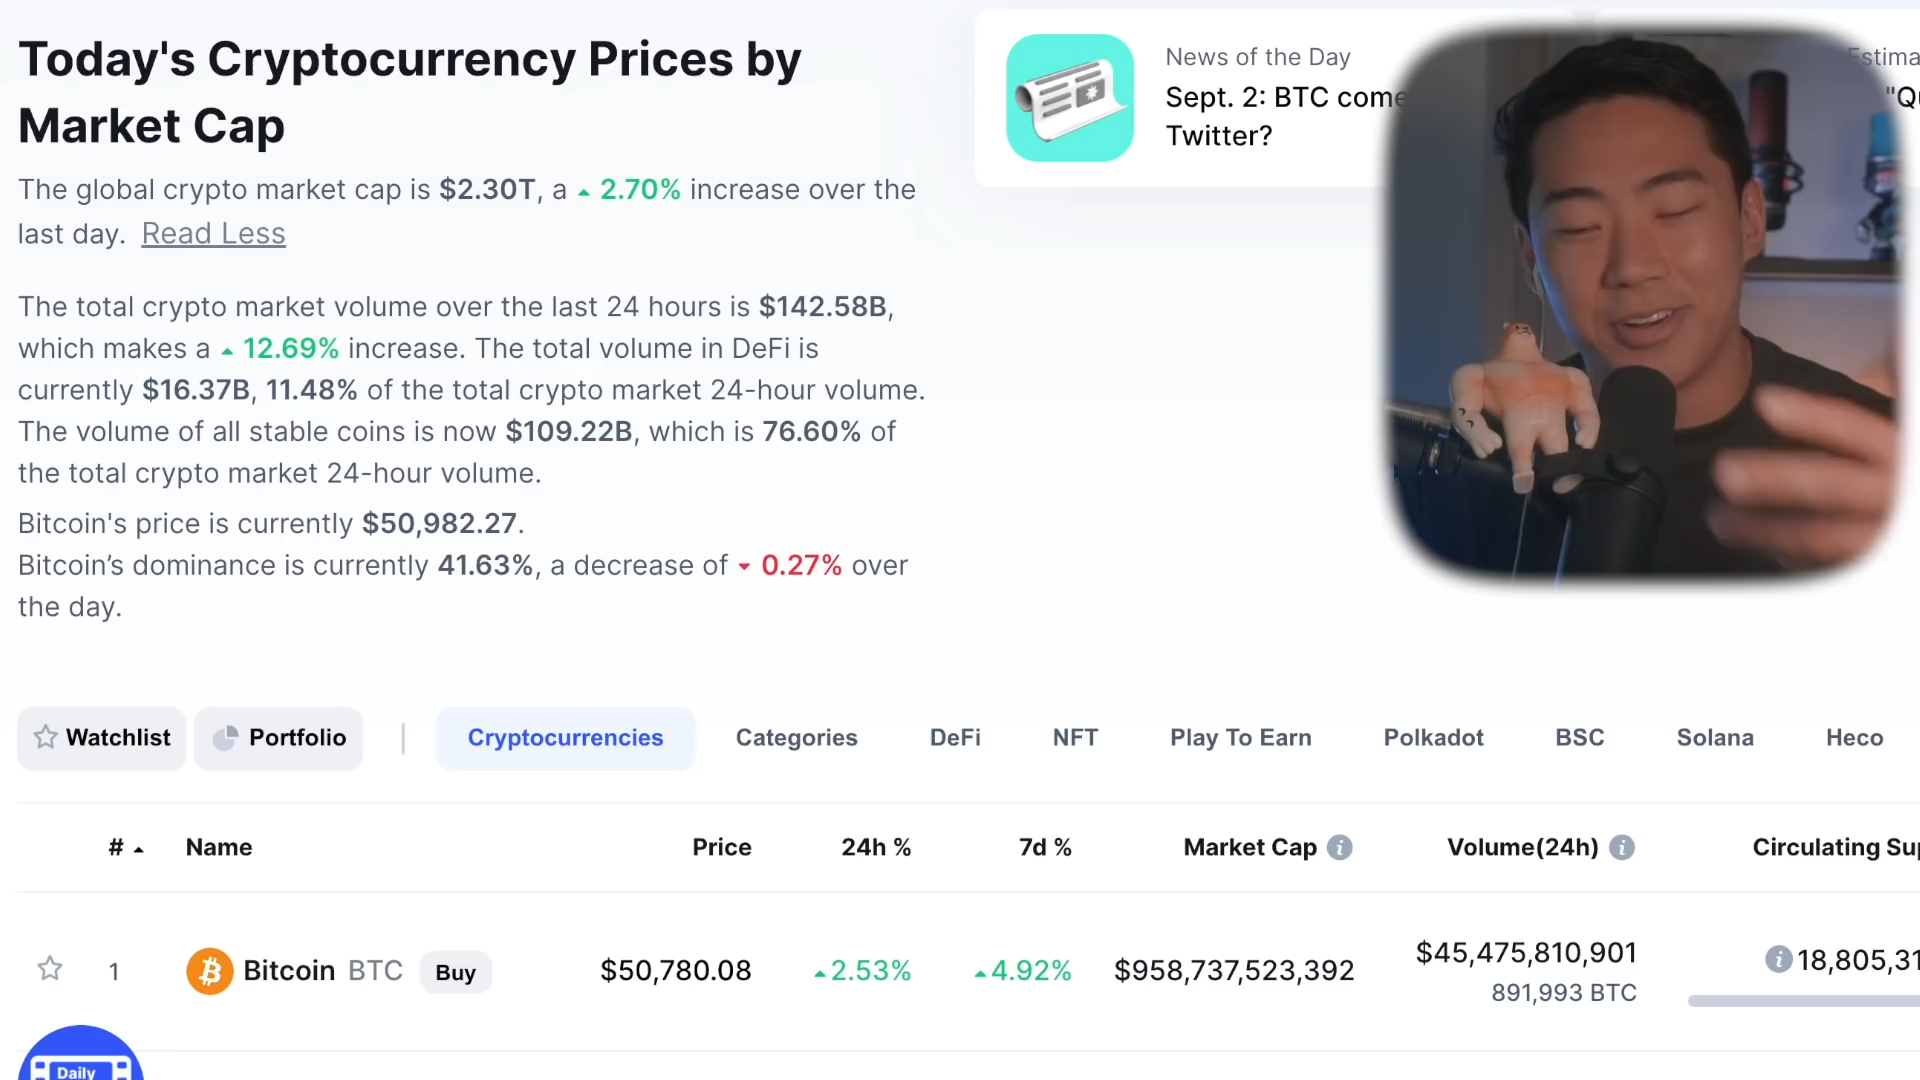 Today's Cryptocurrency Prices by
Market Cap
The global crypto market cap is $2.30T, a 2.70% increase over the
last day. Read Less
The total crypto market volume over the last 24 hours is $142.58B,
which makes a 12.69% increase. The total volume in DeFi is
currently $16.37B, 11.48% of the total crypto market 24-hour volume.
The volume of all stable coins is now $109.22B, which is 76.60% of
the total crypto market 24-hour volume.
Bitcoin's price is currently $50,982.27.
Bitcoin’s dominance is currently 41.63%, a decrease of 0.27% over
the day.
News of the Day
Sept. 2: BTC come
Twitter?
Watchlist Portfolio Cryptocurrencies Categories DeFi NFT Play To Earn Polkadot BSC Solana Heco
# Name Price 24h % 7d % Market Cap Volume(24h) Circulating
1 Bitcoin BTC Buy $50,780.08 2.53% 4.92% $958,737,523,392 $45,475,810,901 18,805,31
891,993 BTC
Daily